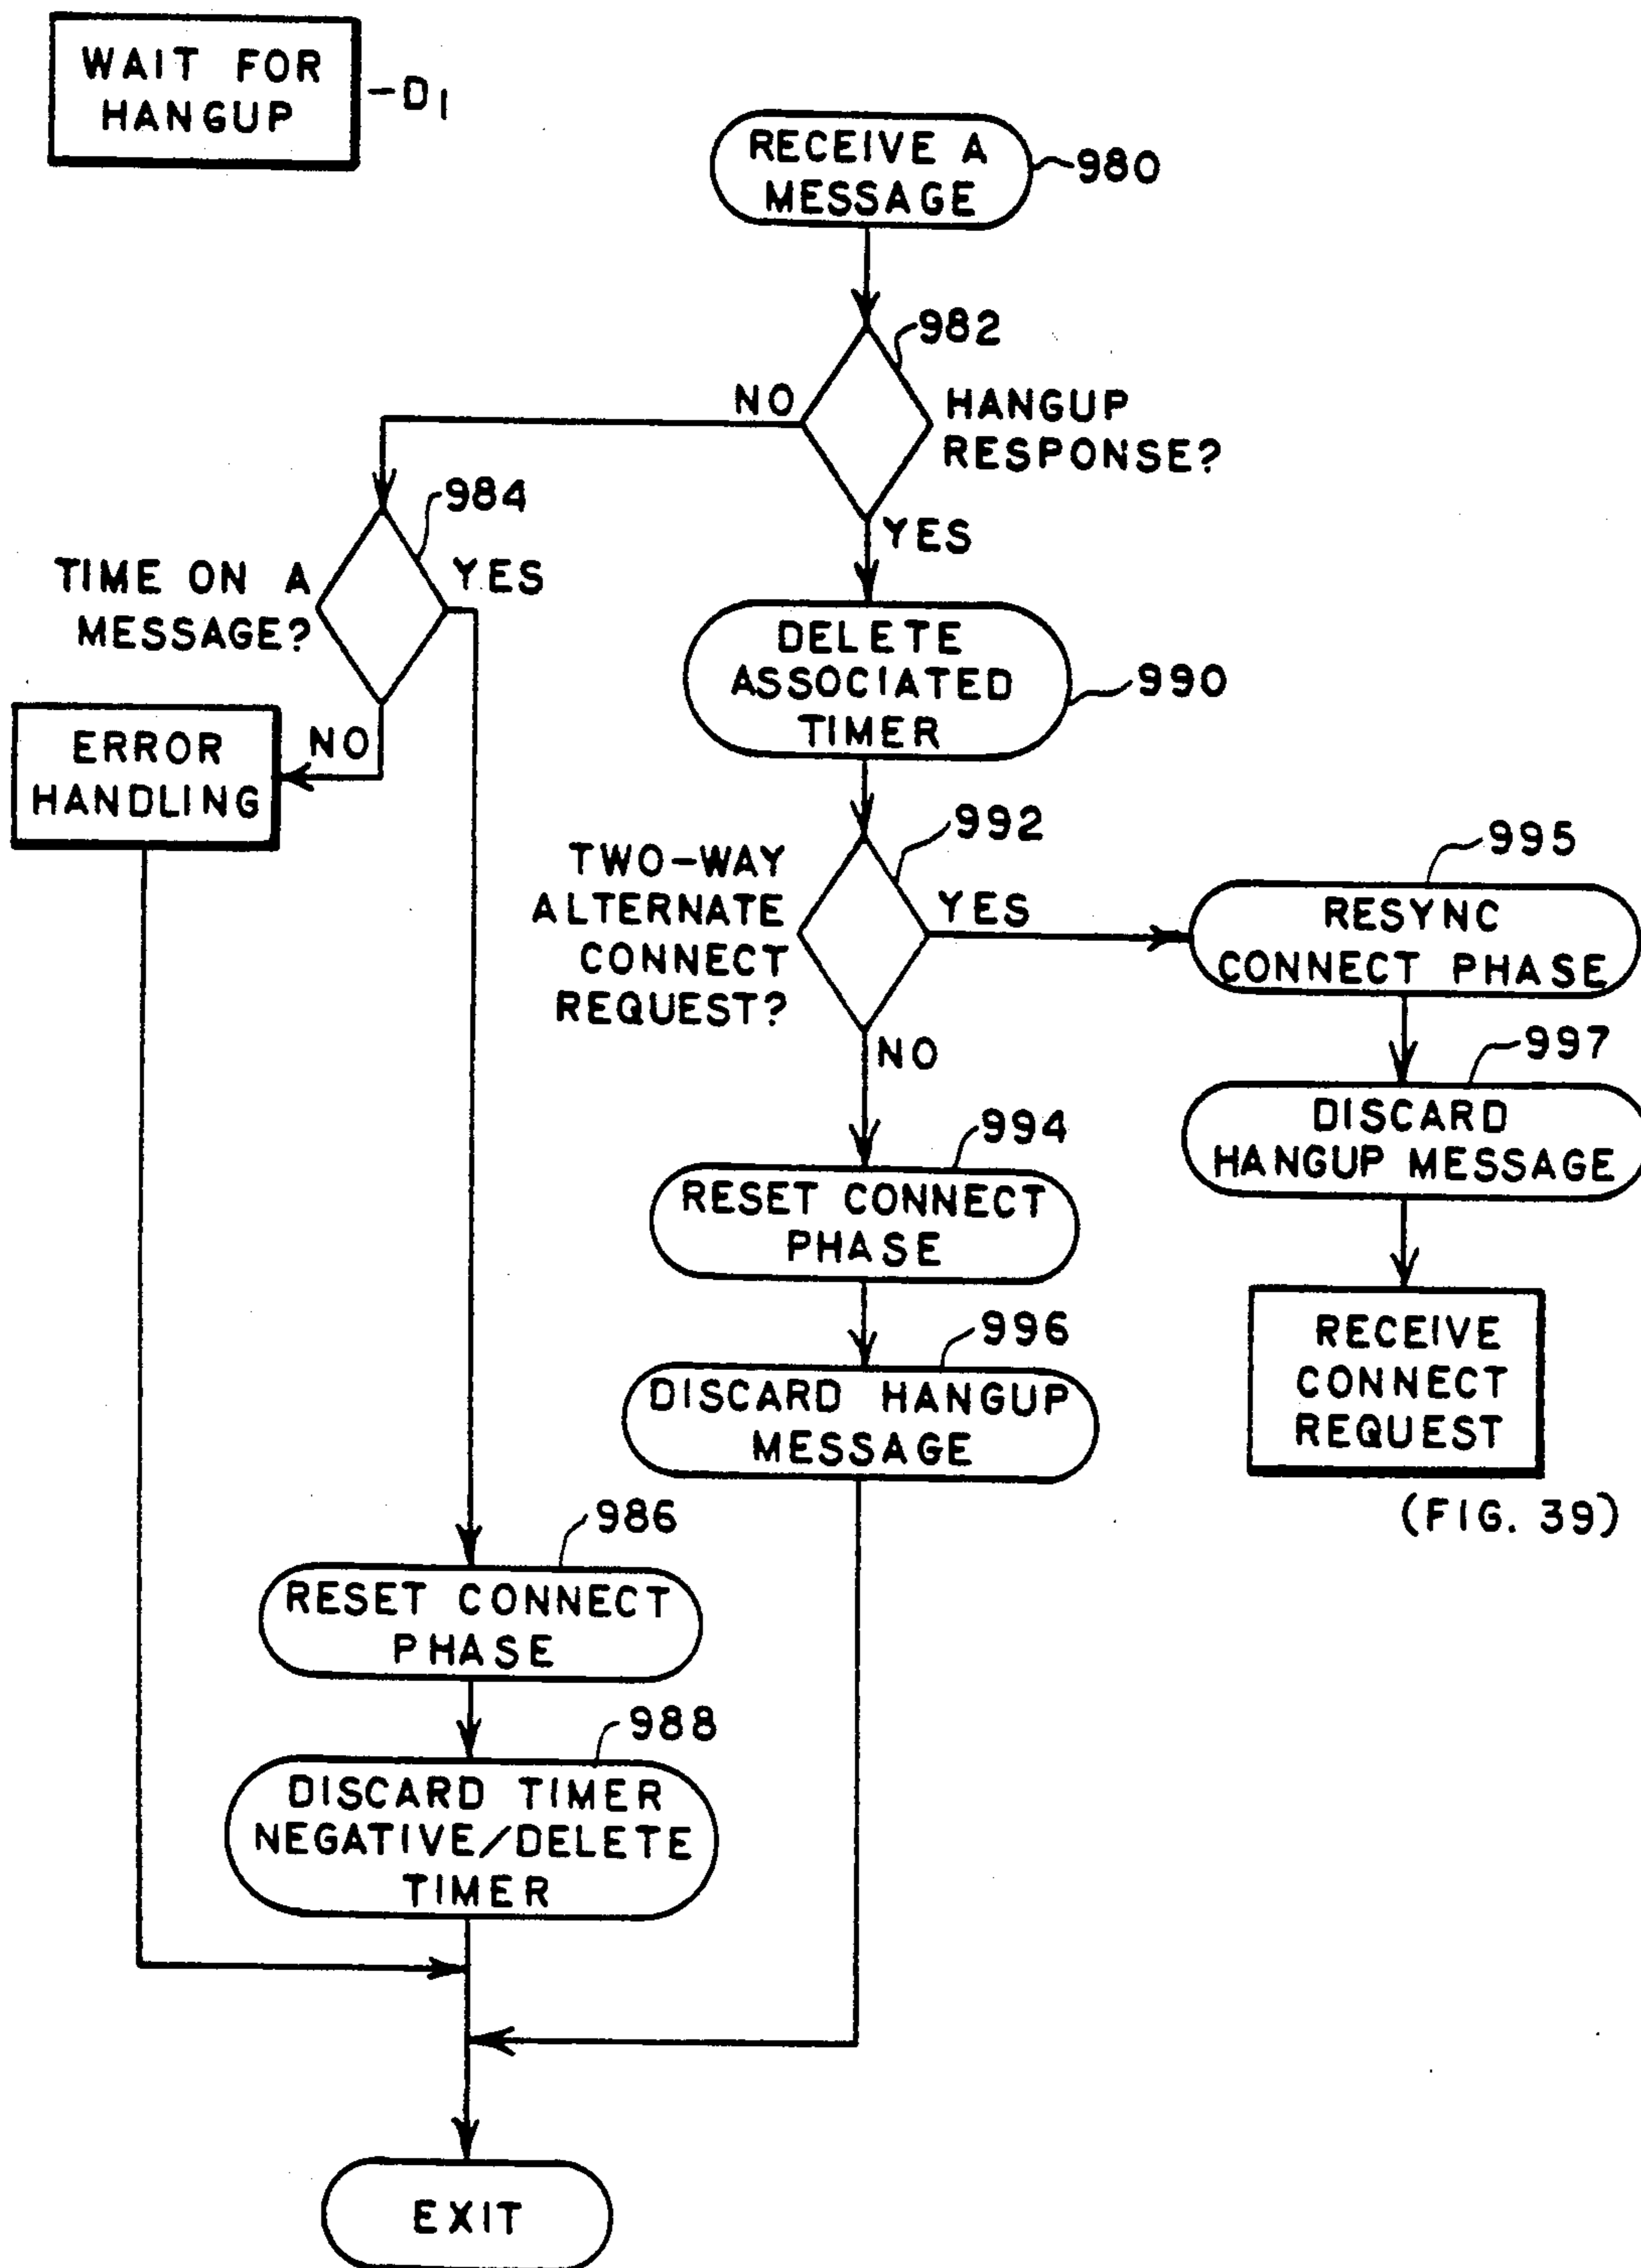 WAIT FOR
HANGUP
-D1
RECEIVE A
MESSAGE
980
982
NO
HANGUP
RESPONSE?
984
YES
TIME ON A
MESSAGE?
YES
DELETE
ASSOCIATED
TIMER
990
ERROR
HANDLING
NO
992
TWO-WAY
ALTERNATE
CONNECT
REQUEST?
YES
995
RESYNC
CONNECT PHASE
NO
997
DISCARD
HANGUP MESSAGE
994
RESET CONNECT
PHASE
996
DISCARD HANGUP
MESSAGE
RECEIVE
CONNECT
REQUEST
(FIG. 39)
986
RESET CONNECT
PHASE
988
DISCARD TIMER
NEGATIVE/DELETE
TIMER
EXIT